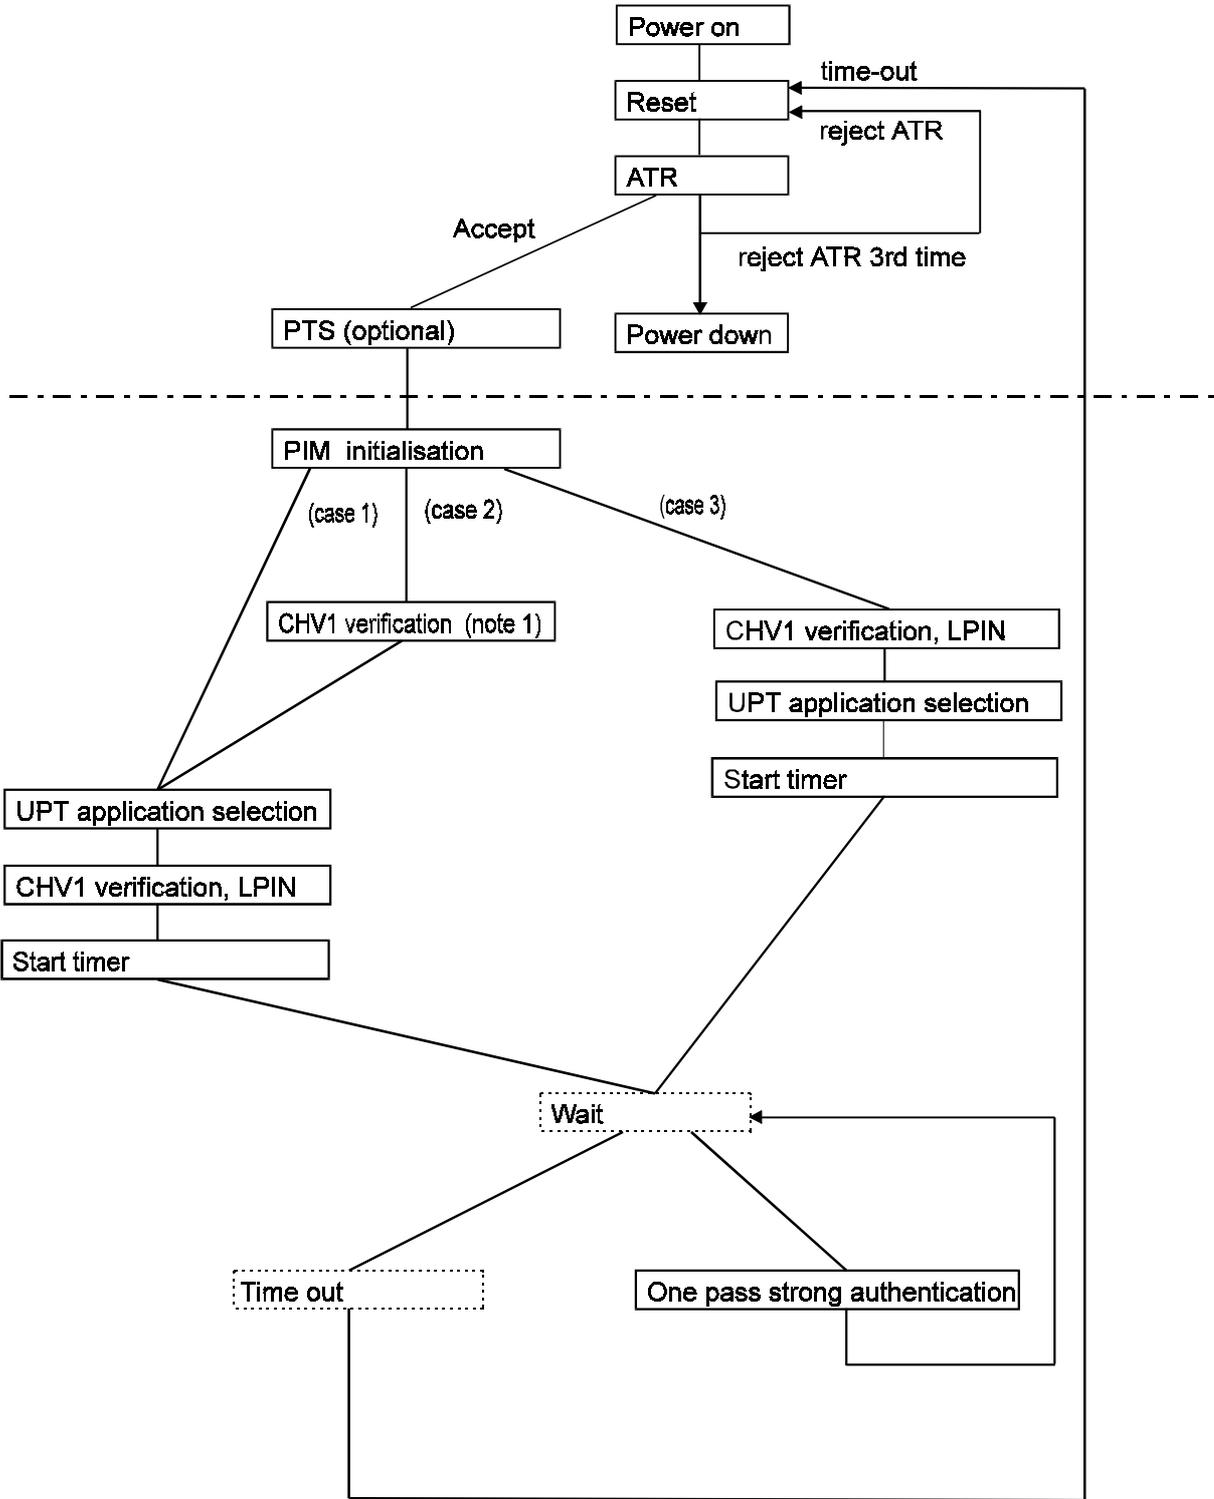 Power on
time-out
Reset
reject ATR
ATR
Accept
reject ATR 3rd time
PTS (optional)
Power down
PIM initialisation
(case 1)
(case 2)
(case 3)
CHV1 verification (note 1)
CHV1 verification, LPIN
UPT application selection
Start timer
UPT application selection
CHV1 verification, LPIN
Start timer
Wait
Time out
One pass strong authentication